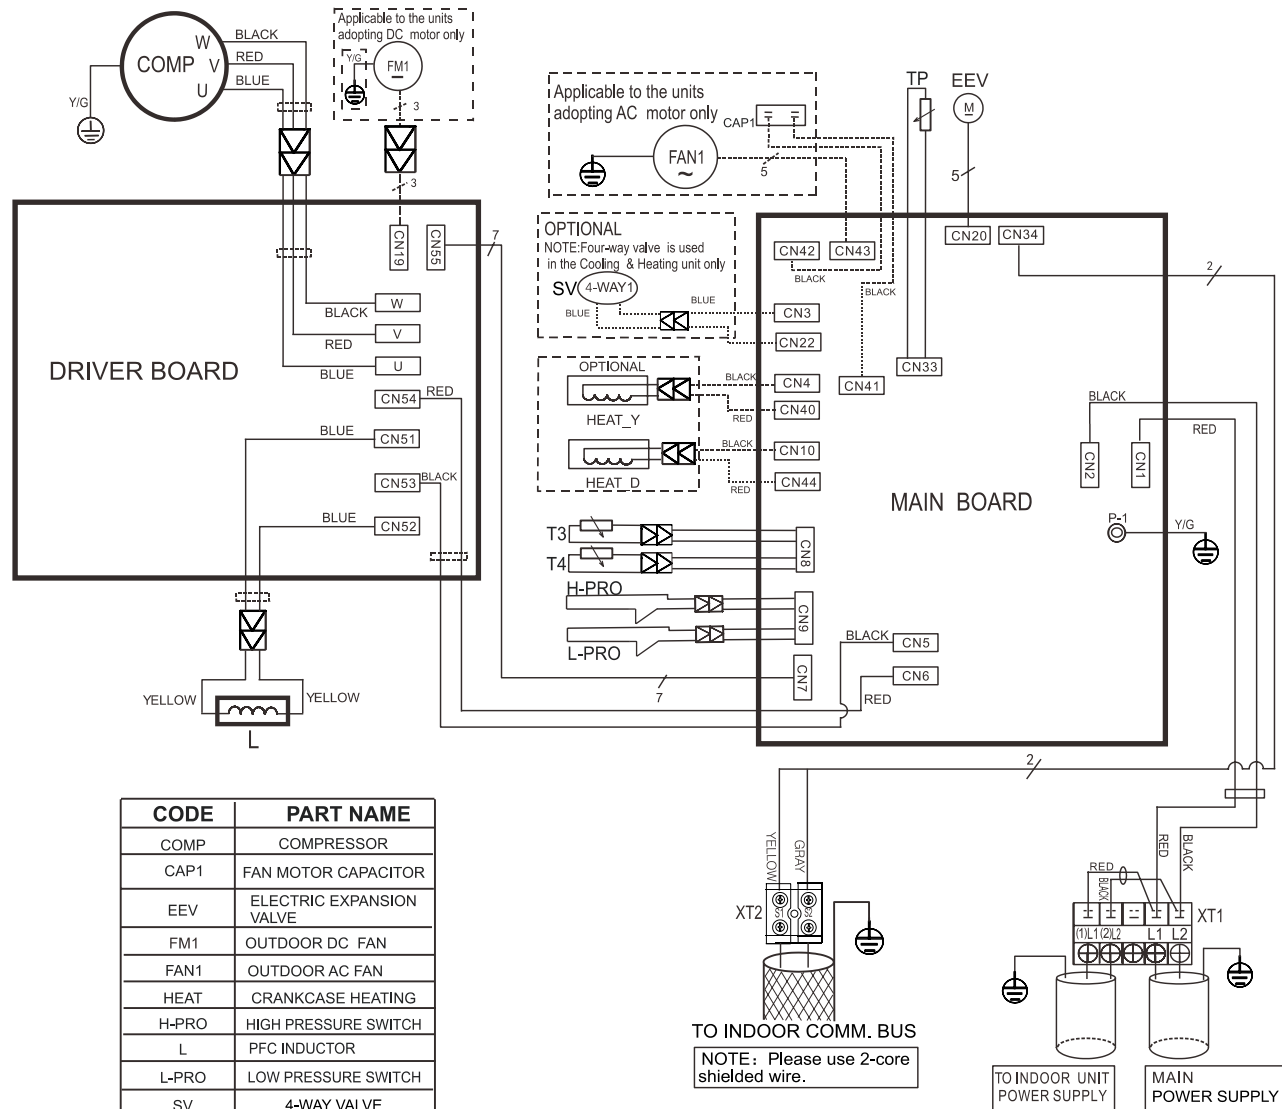 Applicable to the units
adopting DC motor only
Y/G
FM1
3
3
COMP
W
V
U
BLACK
RED
BLUE
Y/G
Applicable to the units
adopting AC motor only
CAP1
FAN1
5
TP
EEV
M
5
OPTIONAL
NOTE:Four-way valve is used
in the Cooling & Heating unit only
SV
4-WAY1
BLUE
BLUE
CN42
CN43
BLACK
BLACK
CN20
CN34
2
CN19
CN55
7
W
BLACK
V
RED
U
BLUE
DRIVER BOARD
CN54
RED
BLUE
CN51
CN53
BLACK
BLUE
CN52
CN3
CN22
OPTIONAL
HEAT_Y
BLACK
CN4
RED
CN40
CN41
CN33
HEAT_D
BLACK
CN10
RED
CN44
BLACK
RED
CN2
CN1
MAIN BOARD
P-1
Y/G
T3
T4
CN8
H-PRO
L-PRO
CN9
CN7
7
BLACK
CN5
CN6
RED
YELLOW
YELLOW
L
2
YELLOW
GRAY
RED
BLACK
RED
BLACK
XT2
S1
S2
XT1
(1)L1
(2)L2
L1
L2
TO INDOOR COMM. BUS
NOTE: Please use 2-core
shielded wire.
TO INDOOR UNIT
POWER SUPPLY
MAIN
POWER SUPPLY
CODE PART NAME
COMP COMPRESSOR
CAP1 FAN MOTOR CAPACITOR
EEV ELECTRIC EXPANSION
VALVE
FM1 OUTDOOR DC FAN
FAN1 OUTDOOR AC FAN
HEAT CRANKCASE HEATING
H-PRO HIGH PRESSURE SWITCH
L PFC INDUCTOR
L-PRO LOW PRESSURE SWITCH
SV 4-WAY VALVE